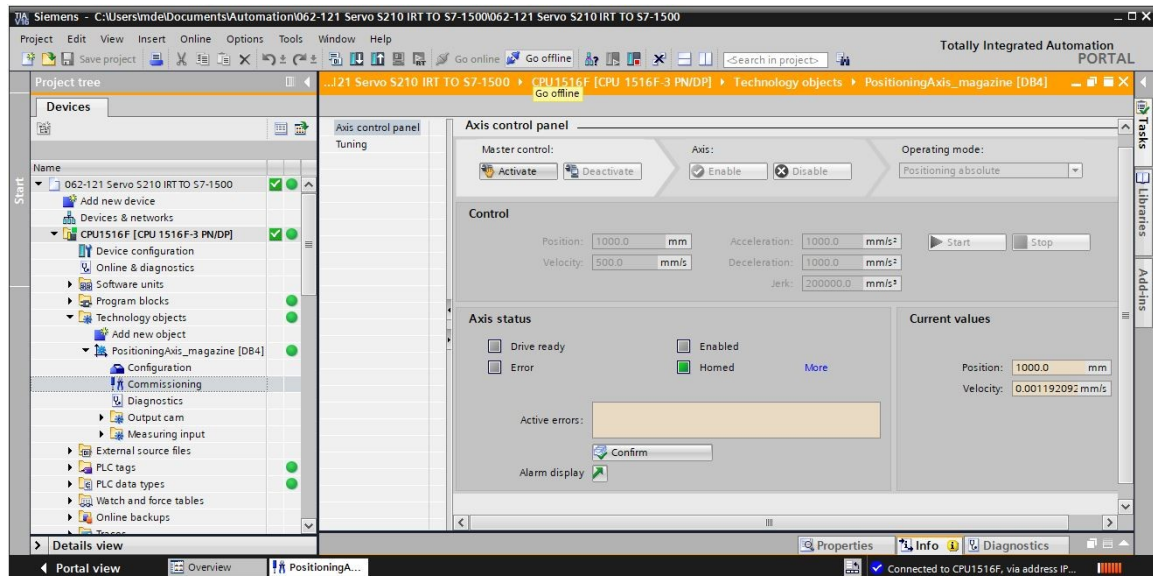 Siemens - C:\Users\mde\Documents\Automation\062-121 Servo S210 IRT TO S7-1500\062-121 Servo S210 IRT TO S7-1500
Project Edit View Insert Online Options Tools Window Help
Totally Integrated Automation
PORTAL
Save project
Go online
Go offline
<Search in project>
Project tree
...121 Servo S210 IRT TO S7-1500 CPU1516F [CPU 1516F-3 PN/DP] Technology objects PositioningAxis_magazine [DB4]
Go offline
Devices
Name
062-121 Servo S210 IRT TO S7-1500
Add new device
Devices & networks
CPU1516F [CPU 1516F-3 PN/DP]
Device configuration
Online & diagnostics
Software units
Program blocks
Technology objects
Add new object
PositioningAxis_magazine [DB4]
Configuration
Commissioning
Diagnostics
Output cam
Measuring input
External source files
PLC tags
PLC data types
Watch and force tables
Online backups
Traces
Details view
Axis control panel
Tuning
Axis control panel
Master control:
Axis:
Operating mode:
Activate
Deactivate
Enable
Disable
Positioning absolute
Control
Position: 1000.0 mm
Acceleration: 1000.0 mm/s²
Start
Stop
Velocity: 500.0 mm/s
Deceleration: 1000.0 mm/s²
Jerk: 200000.0 mm/s³
Axis status
Current values
Drive ready
Enabled
Error
Homed
More
Position: 1000.0 mm
Velocity: 0.001192092 mm/s
Active errors:
Confirm
Alarm display
Start
Tasks
Libraries
Add-ins
Properties
Info
Diagnostics
Portal view
Overview
PositioningA...
Connected to CPU1516F, via address IP...